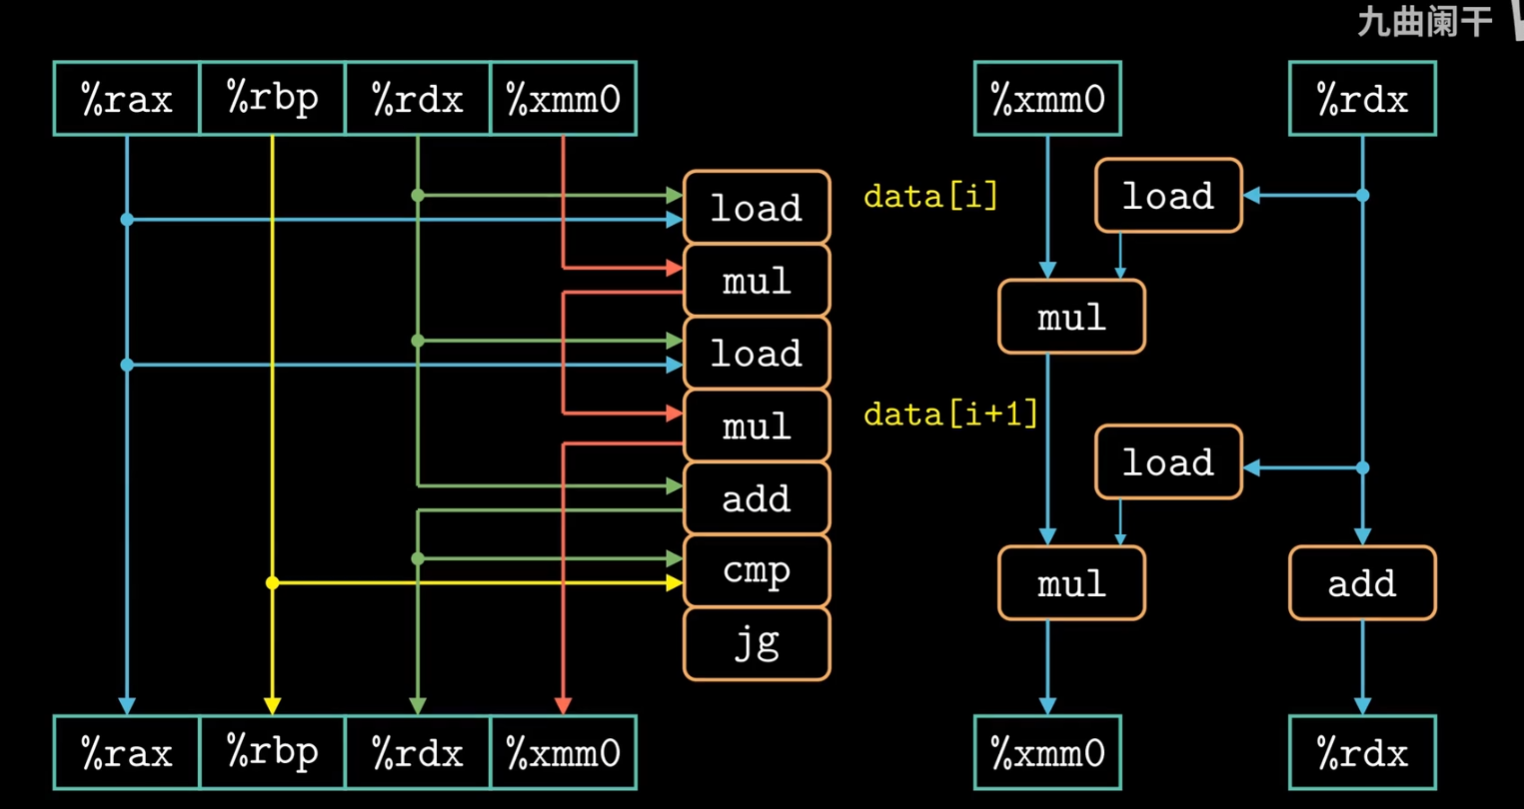 九曲阑干
%rax %rbp %rdx %xmm0
%xmm0
%rdx
load
data[i]
load
mul
mul
load
data[i+1]
mul
load
add
mul
add
cmp
jg
%rax %rbp %rdx %xmm0
%xmm0
%rdx